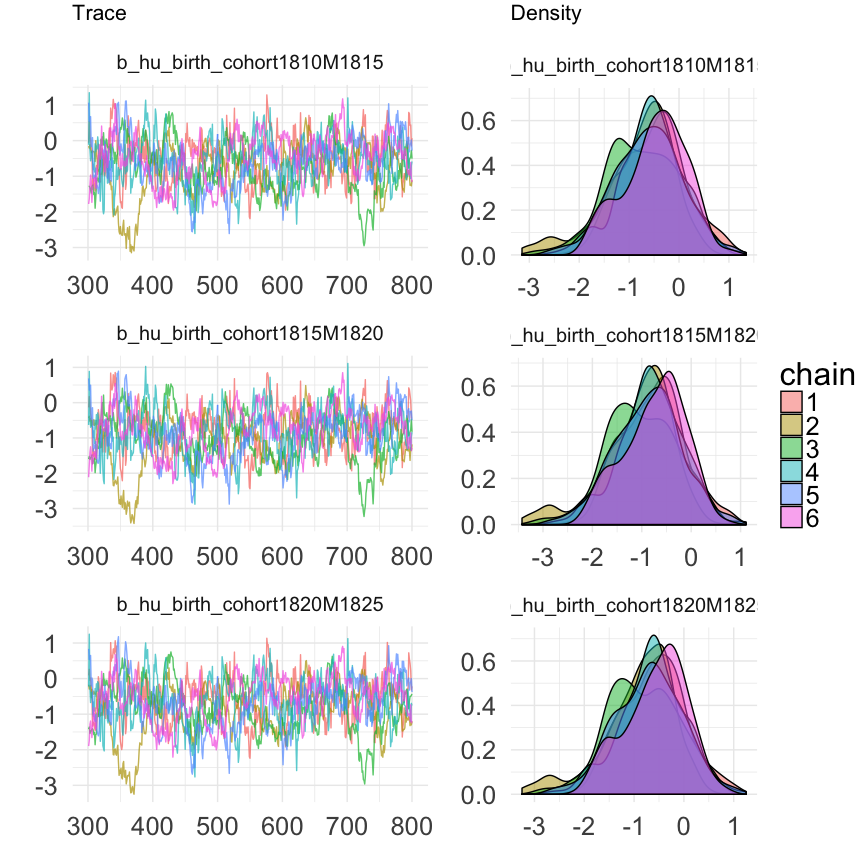 Trace
Density
b_hu_birth_cohort1810M1815
_hu_birth_cohort1810M181
1
0
-1
-2
-3
300 400 500 600 700 800
0.6
0.4
0.2
0.0
-3 -2 -1 0 1
b_hu_birth_cohort1815M1820
_hu_birth_cohort1815M182
1
0
-1
-2
-3
300 400 500 600 700 800
0.6
0.4
0.2
0.0
-3 -2 -1 0 1
chain
1
2
3
4
5
6
b_hu_birth_cohort1820M1825
_hu_birth_cohort1820M182
1
0
-1
-2
-3
300 400 500 600 700 800
0.6
0.4
0.2
0.0
-3 -2 -1 0 1